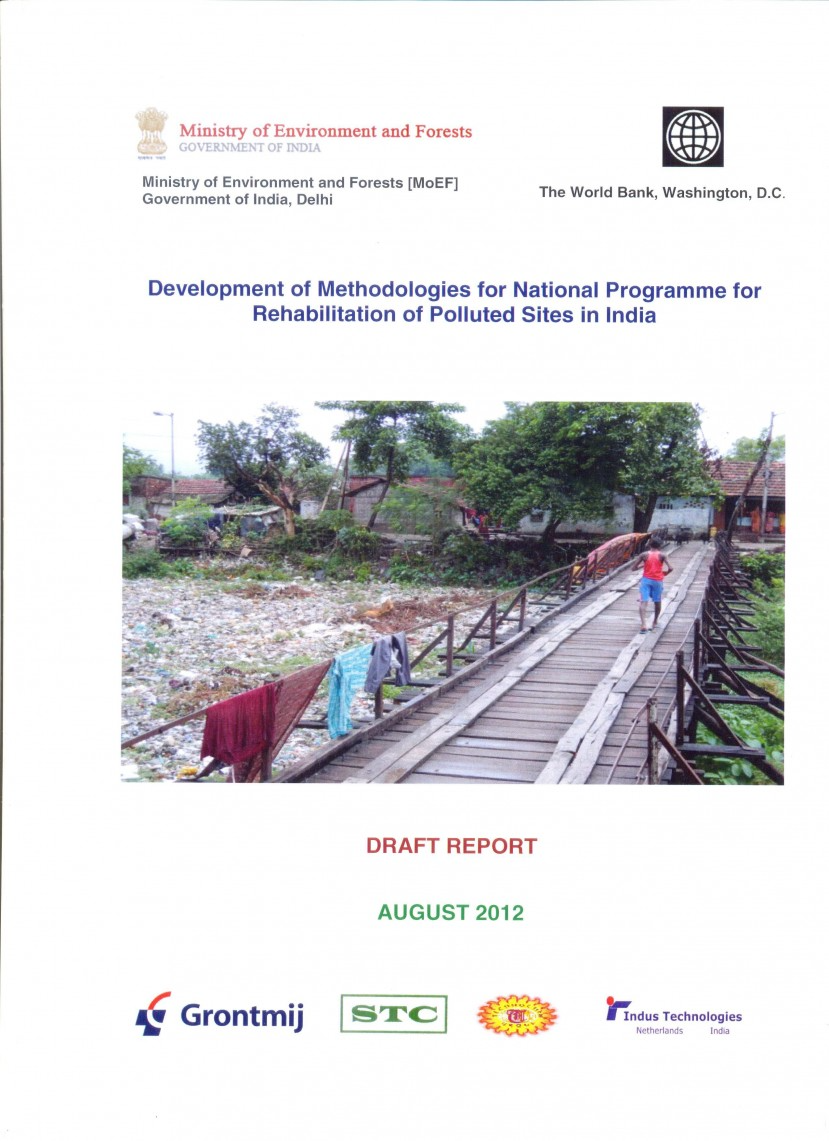 Ministry of Environment and Forests
GOVERNMENT OF INDIA
Ministry of Environment and Forests [MoEF]
Government of India, Delhi
The World Bank, Washington, D.C.
Development of Methodologies for National Programme for
Rehabilitation of Polluted Sites in India
DRAFT REPORT
AUGUST 2012
Grontmij
STC
Indus Technologies
Netherlands India